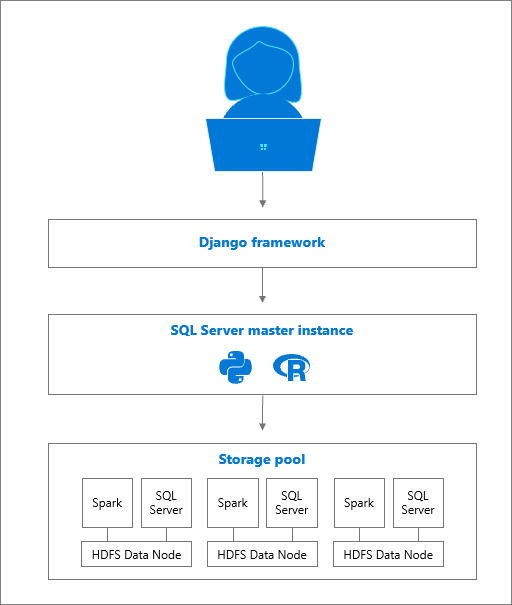 Django framework
SQL Server master instance
R
Storage pool
Spark
SQL
Server
Spark
SQL
Server
Spark
SQL
Server
HDFS Data Node
HDFS Data Node
HDFS Data Node